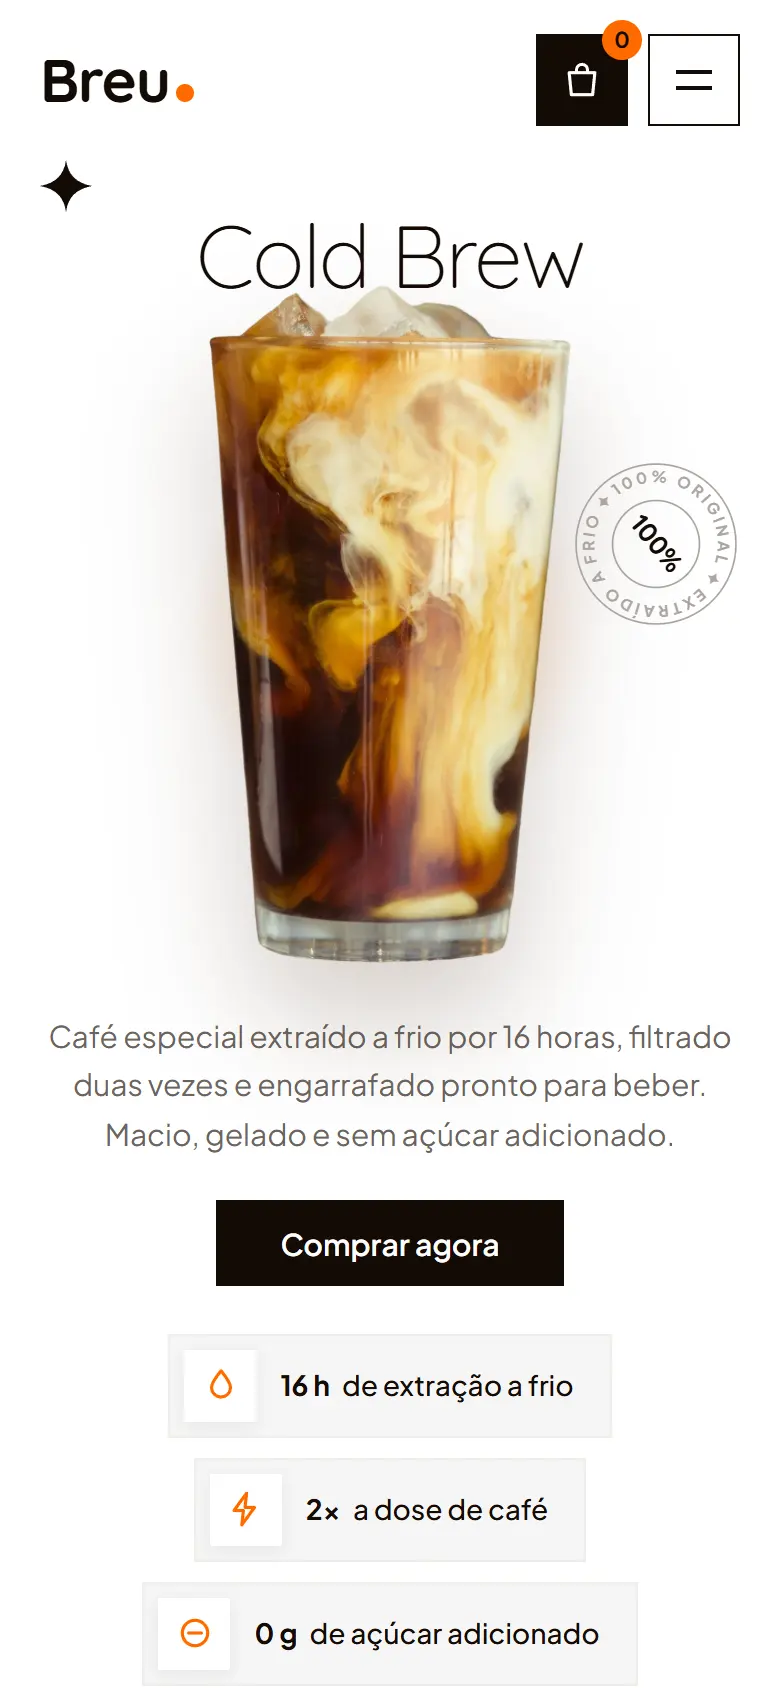 Breu.
0
Cold Brew
100% ORIGINAL ✦ EXTRAÍDO A FRIO ✦
100%
Café especial extraído a frio por 16 horas, filtrado
duas vezes e engarrafado pronto para beber.
Macio, gelado e sem açúcar adicionado.
Comprar agora
16 h de extração a frio
2× a dose de café
0 g de açúcar adicionado